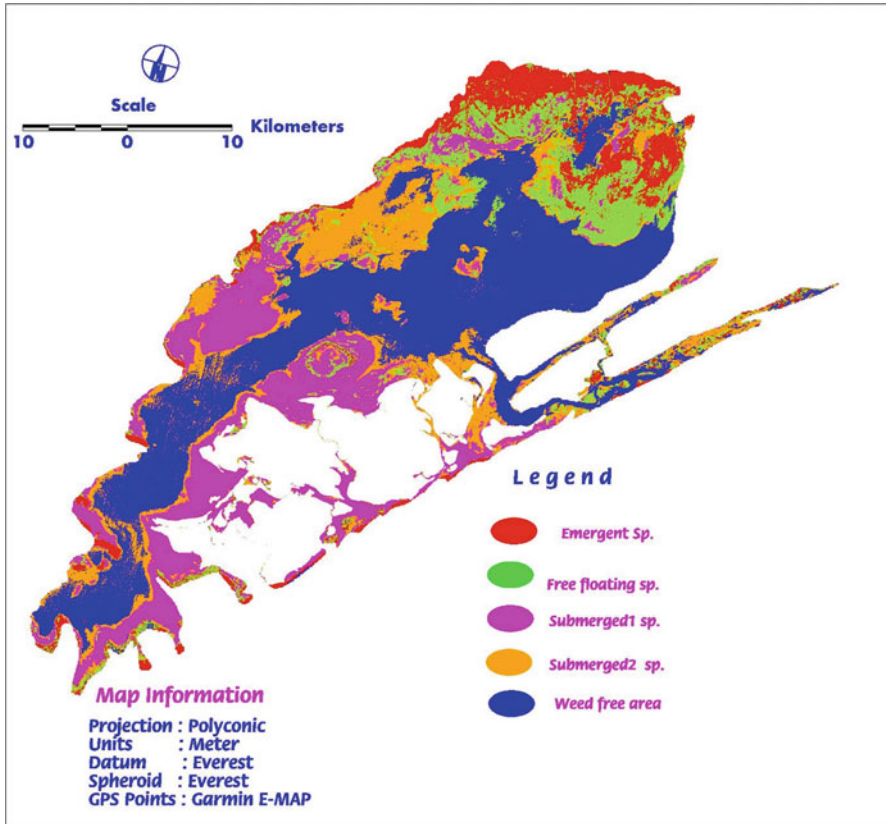 N
Scale
Kilometers
10 0 10
Legend
Emergent Sp.
Free floating sp.
Submerged1 sp.
Submerged2 sp.
Weed free area
Map Information
Projection : Polyconic
Units : Meter
Datum : Everest
Spheroid : Everest
GPS Points : Garmin E-MAP